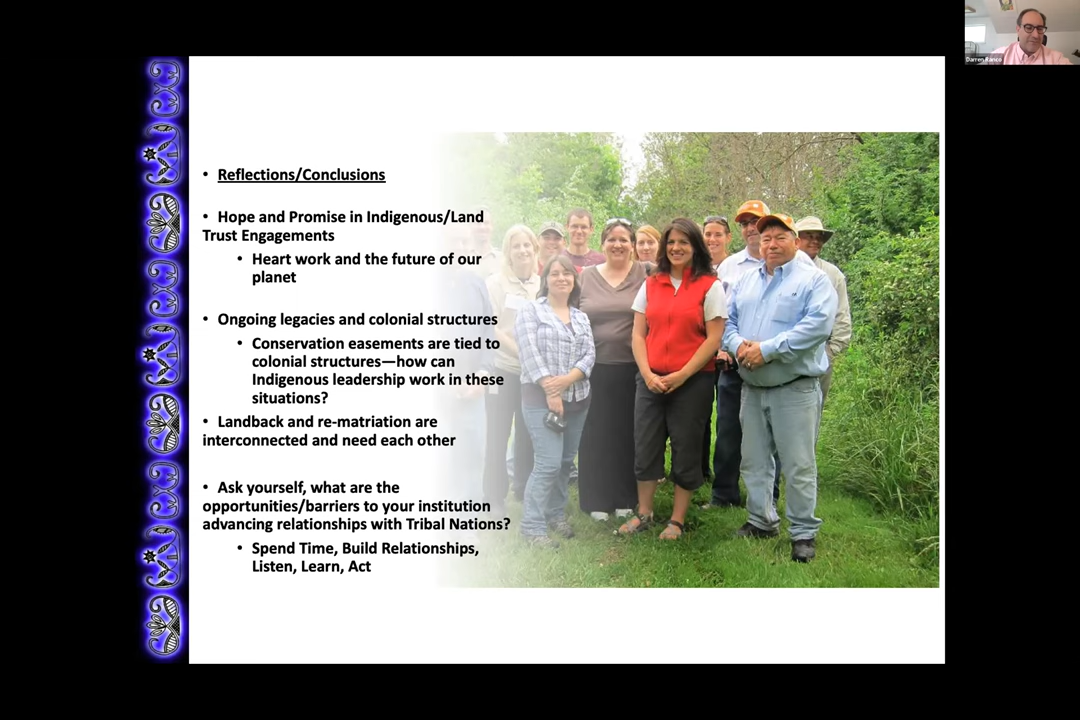 Darren Ranco
• Reflections/Conclusions
• Hope and Promise in Indigenous/Land
Trust Engagements
• Heart work and the future of our
planet
• Ongoing legacies and colonial structures
• Conservation easements are tied to
colonial structures—how can
Indigenous leadership work in these
situations?
• Landback and re-matriation are
interconnected and need each other
• Ask yourself, what are the
opportunities/barriers to your institution
advancing relationships with Tribal Nations?
• Spend Time, Build Relationships,
Listen, Learn, Act